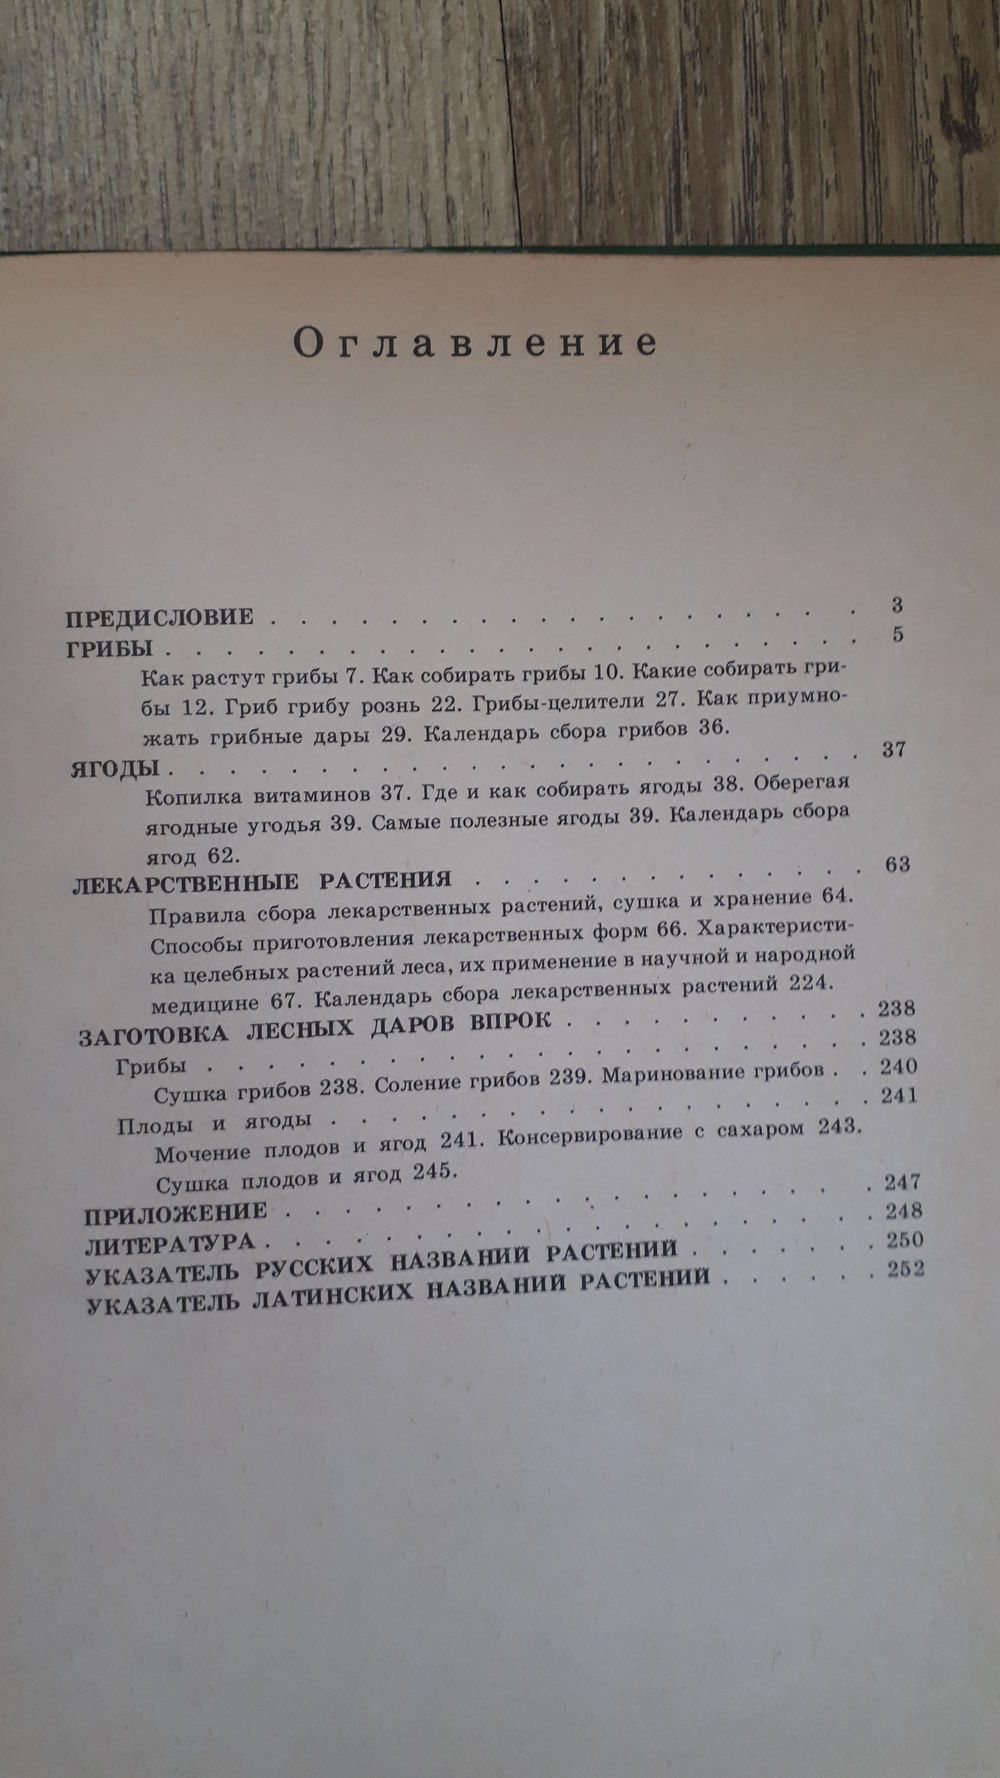 Оглавление
ПРЕДИСЛОВИЕ . . . . . . . . . . . . . . . . . . . . 3
ГРИБЫ . . . . . . . . . . . . . . . . . . . . . . . . 5
Как растут грибы 7. Как собирать грибы 10. Какие собирать гри-
бы 12. Гриб грибу рознь 22. Грибы-целители 27. Как приумно-
жать грибные дары 29. Календарь сбора грибов 36.
ЯГОДЫ . . . . . . . . . . . . . . . . . . . . . . . . 37
Копилка витаминов 37. Где и как собирать ягоды 38. Оберегая
ягодные угодья 39. Самые полезные ягоды 39. Календарь сбора
ягод 62.
ЛЕКАРСТВЕННЫЕ РАСТЕНИЯ . . . . . . . . . . . . . . 63
Правила сбора лекарственных растений, сушка и хранение 64.
Способы приготовления лекарственных форм 66. Характеристи-
ка целебных растений леса, их применение в научной и народной
медицине 67. Календарь сбора лекарственных растений 224.
ЗАГОТОВКА ЛЕСНЫХ ДАРОВ ВПРОК . . . . . . . . . . . 238
Грибы . . . . . . . . . . . . . . . . . . . . . . . 238
Сушка грибов 238. Соление грибов 239. Маринование грибов . . 240
Плоды и ягоды . . . . . . . . . . . . . . . . . . . 241
Мочение плодов и ягод 241. Консервирование с сахаром 243.
Сушка плодов и ягод 245.
ПРИЛОЖЕНИЕ . . . . . . . . . . . . . . . . . . . . 247
ЛИТЕРАТУРА . . . . . . . . . . . . . . . . . . . . . 248
УКАЗАТЕЛЬ РУССКИХ НАЗВАНИЙ РАСТЕНИЙ . . . . . . . 250
УКАЗАТЕЛЬ ЛАТИНСКИХ НАЗВАНИЙ РАСТЕНИЙ . . . . . . 252